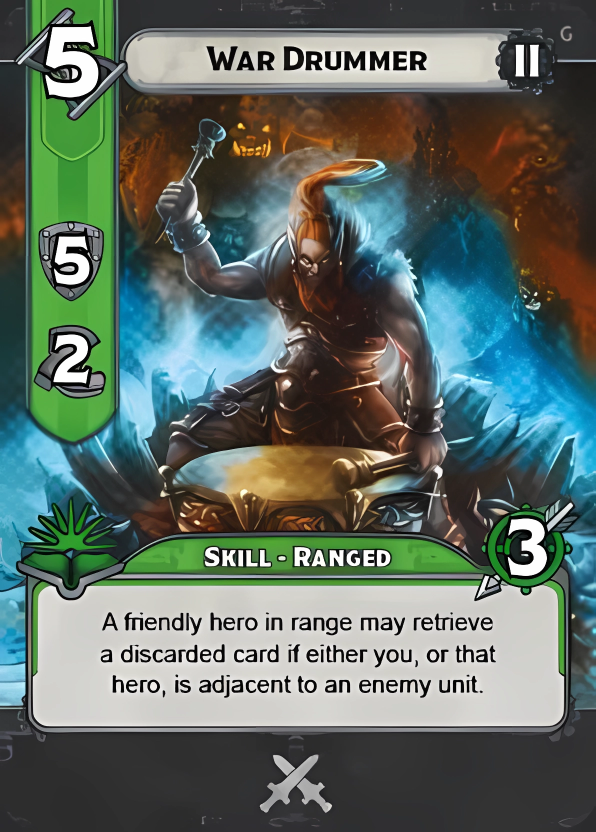 5
WAR DRUMMER
II
G
5
2
SKILL - RANGED
3
A friendly hero in range may retrieve
a discarded card if either you, or that
hero, is adjacent to an enemy unit.